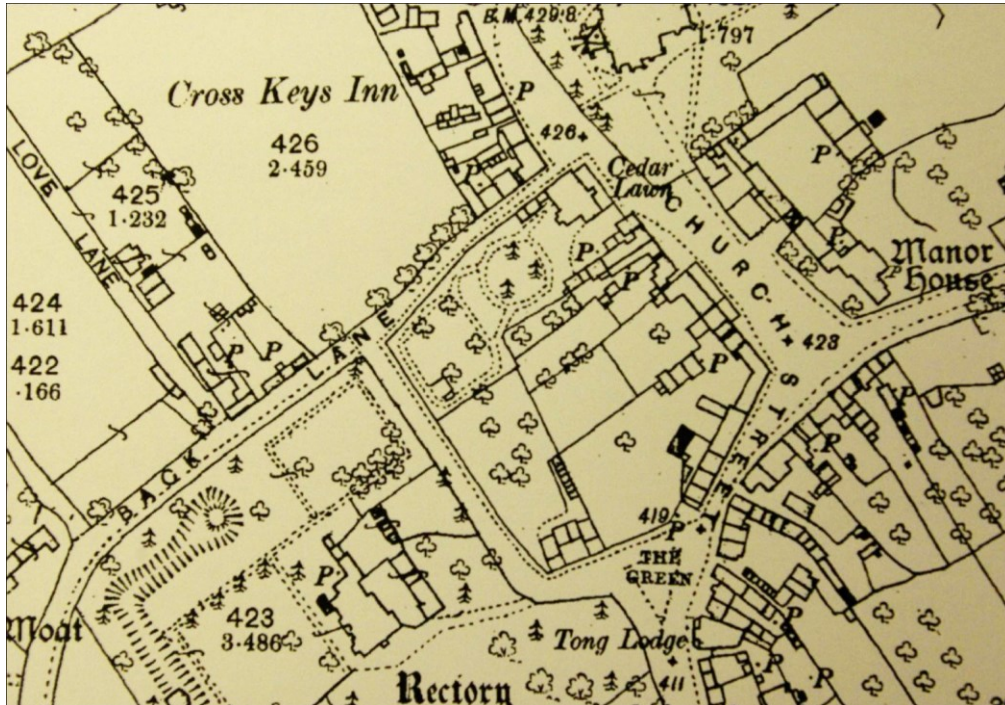 B.M. 429.8
1.797
P
Cross Keys Inn
426
2.459
426
P
P
Cedar
Lawn
P
LOVE LANE
425
1.232
CHURCH STREET
P
P
P
Manor
House
P
424
1.611
422
.166
P
P
BACK LANE
428
P
P
P
419
P
THE
GREEN
P
423
3.486
Moat
Tong Lodge
P
P
P
411
Rectory